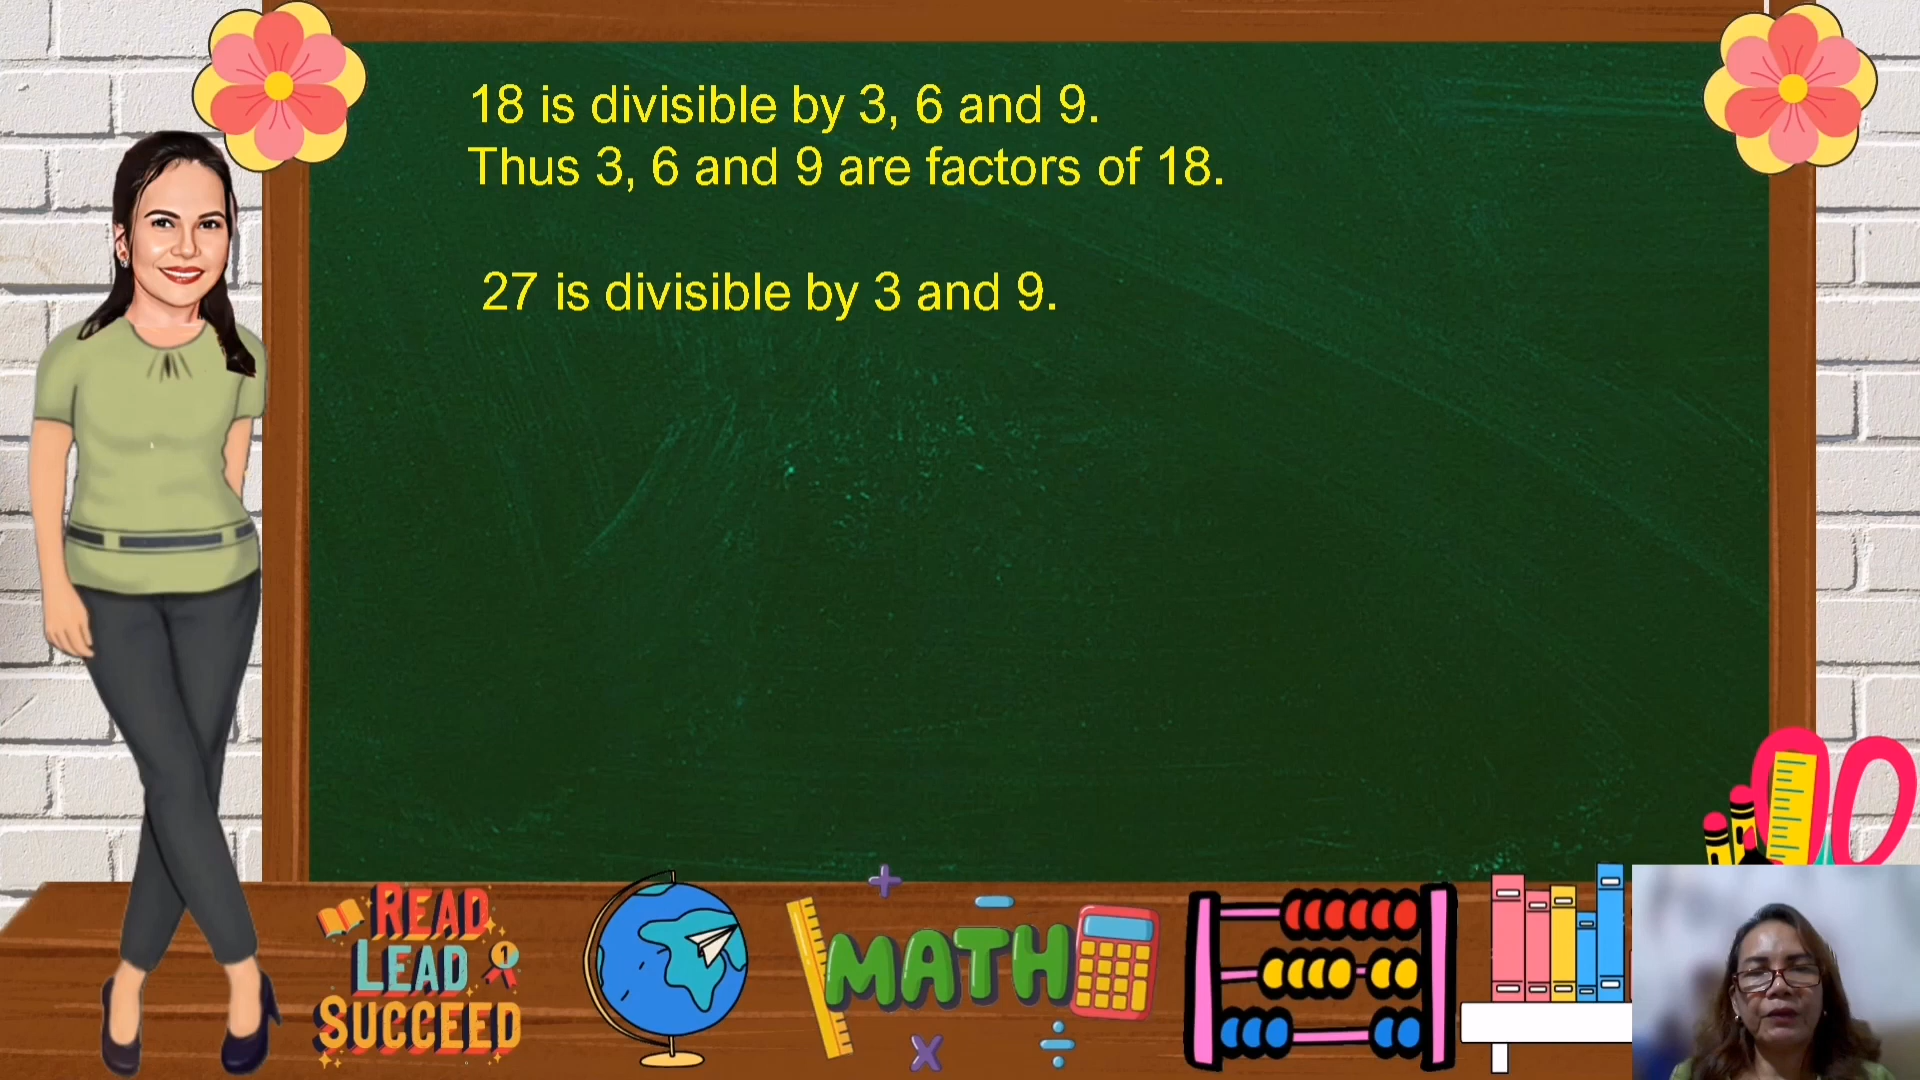 18 is divisible by 3, 6 and 9.
Thus 3, 6 and 9 are factors of 18.
27 is divisible by 3 and 9.
READ
LEAD
1
SUCCEED
MATH